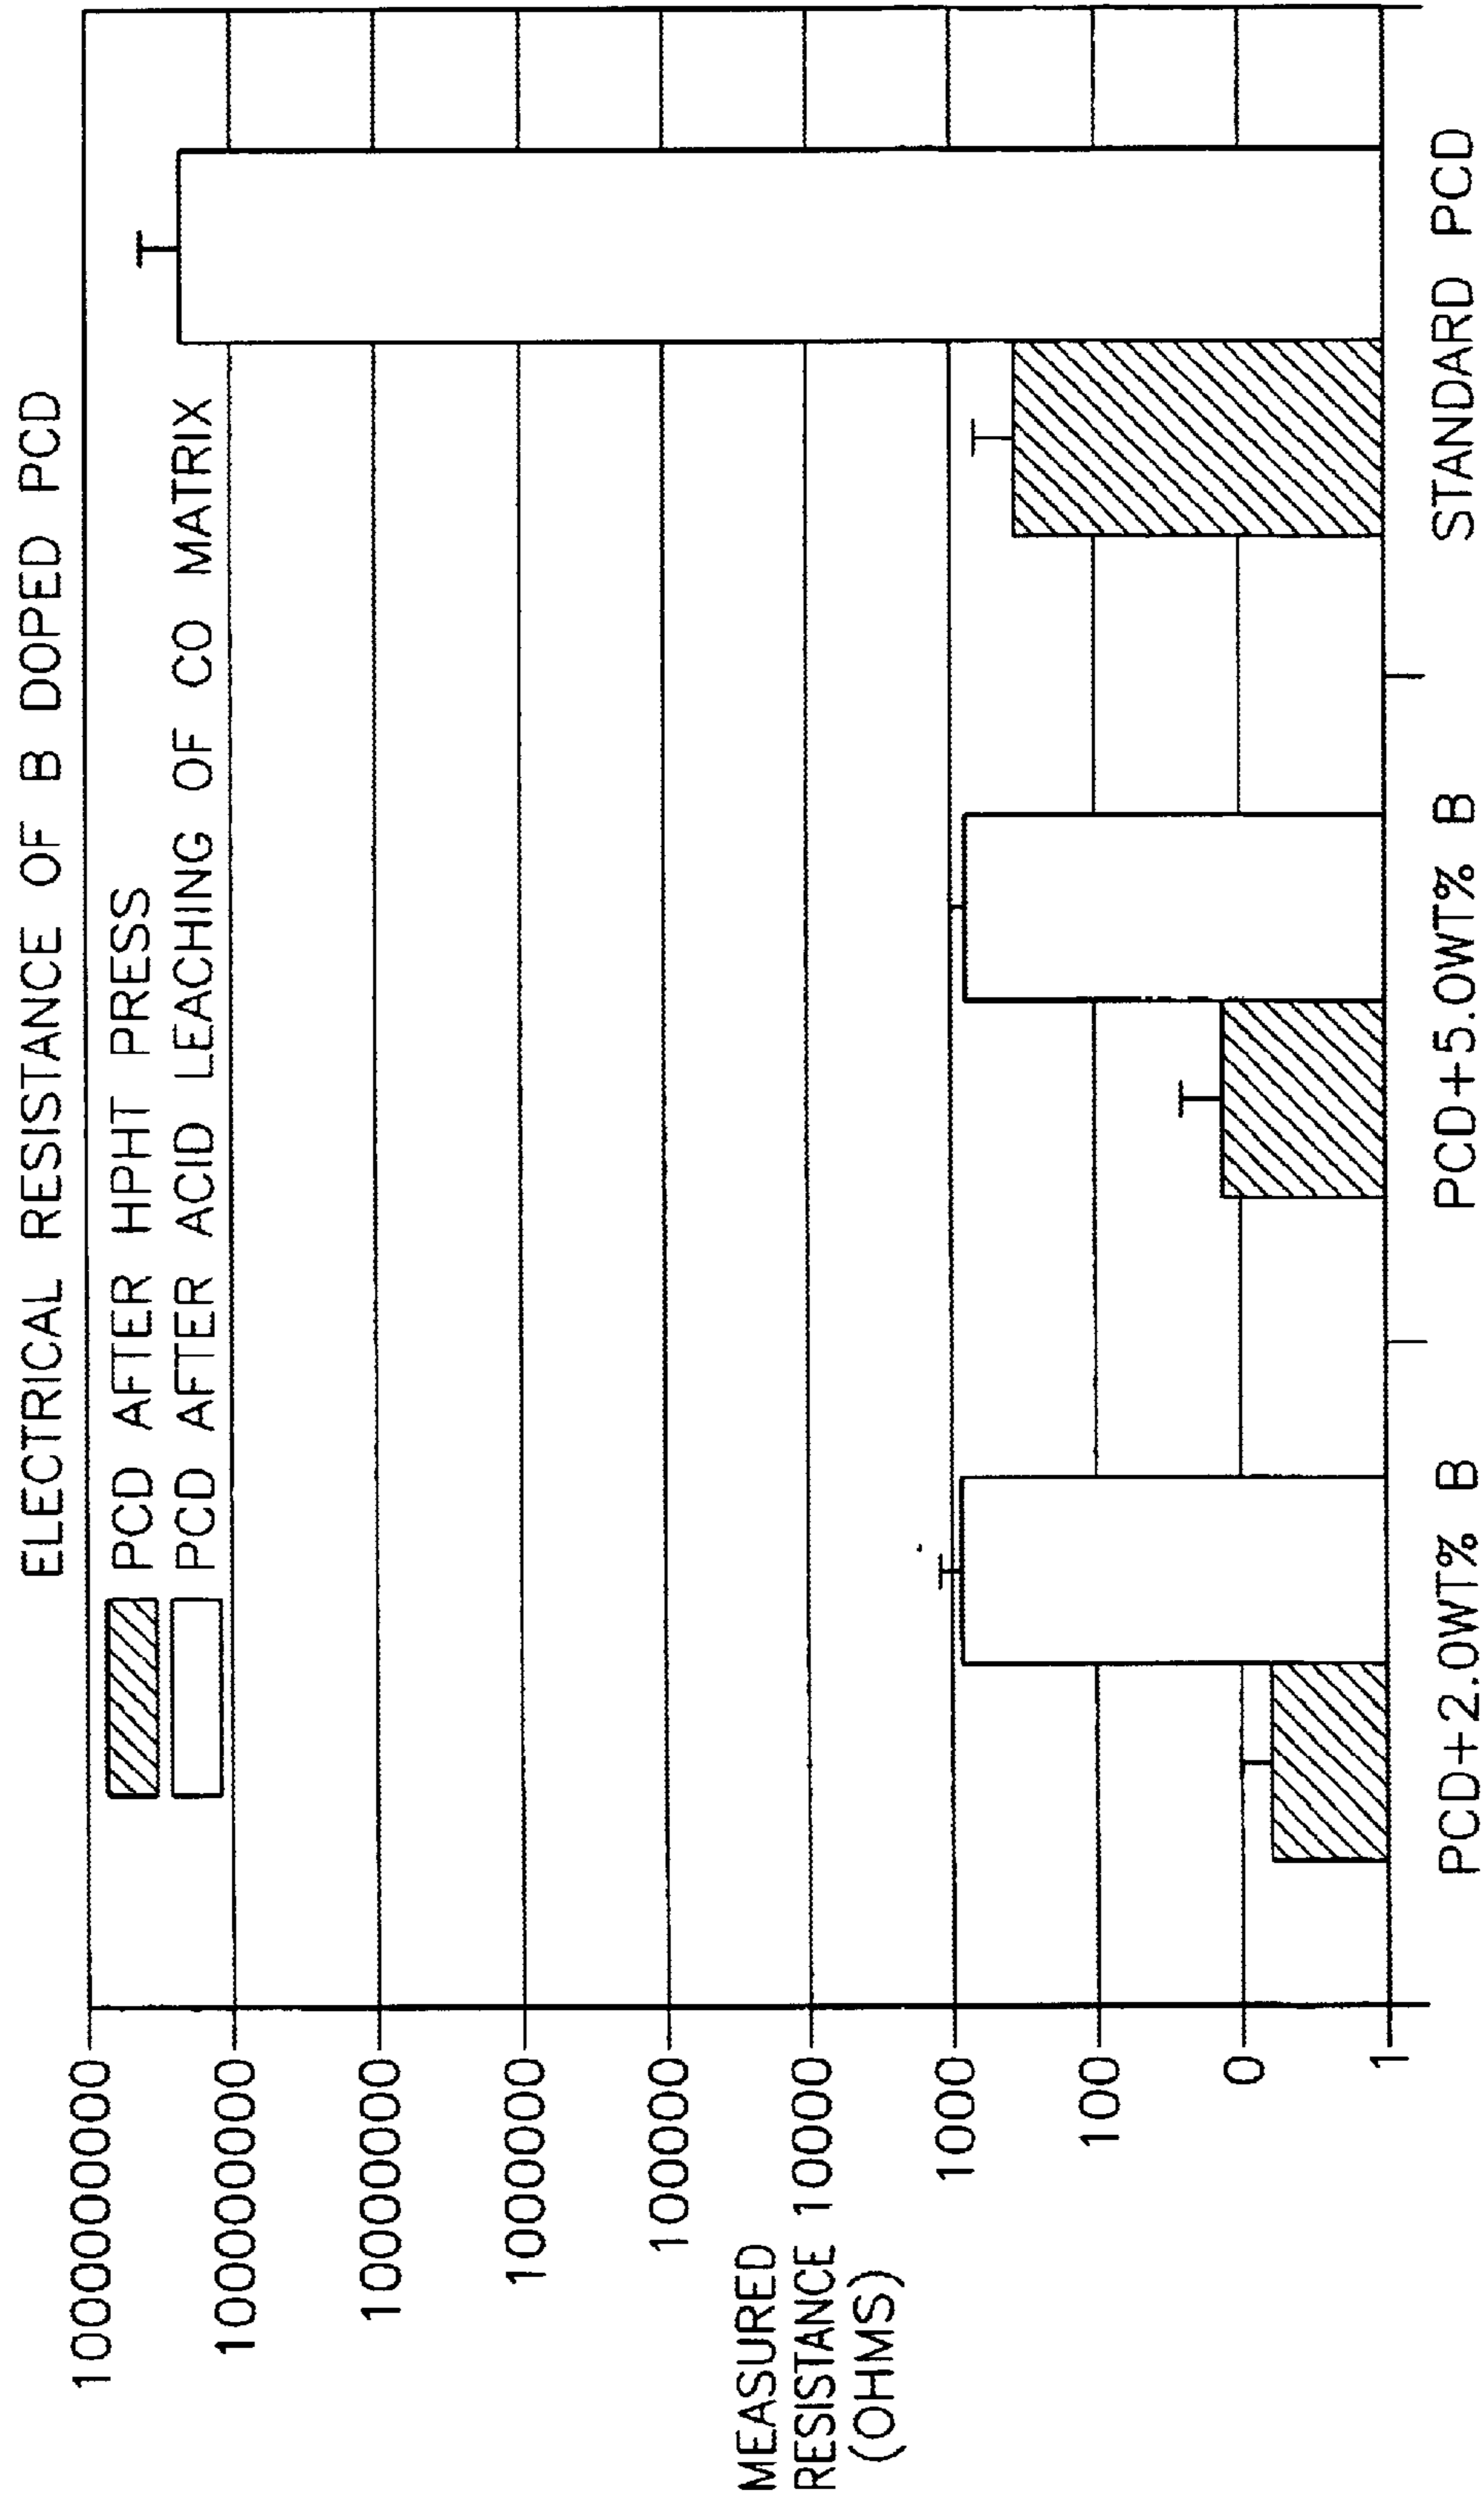 ELECTRICAL RESISTANCE OF B DOPED PCD
PCD AFTER HPHT PRESS
PCD AFTER ACID LEACHING OF CO MATRIX
1000000000
100000000
10000000
1000000
100000
10000
1000
100
0
1
MEASURED
RESISTANCE
(OHMS)
PCD+2.0WT% B
PCD+5.0WT% B
STANDARD PCD